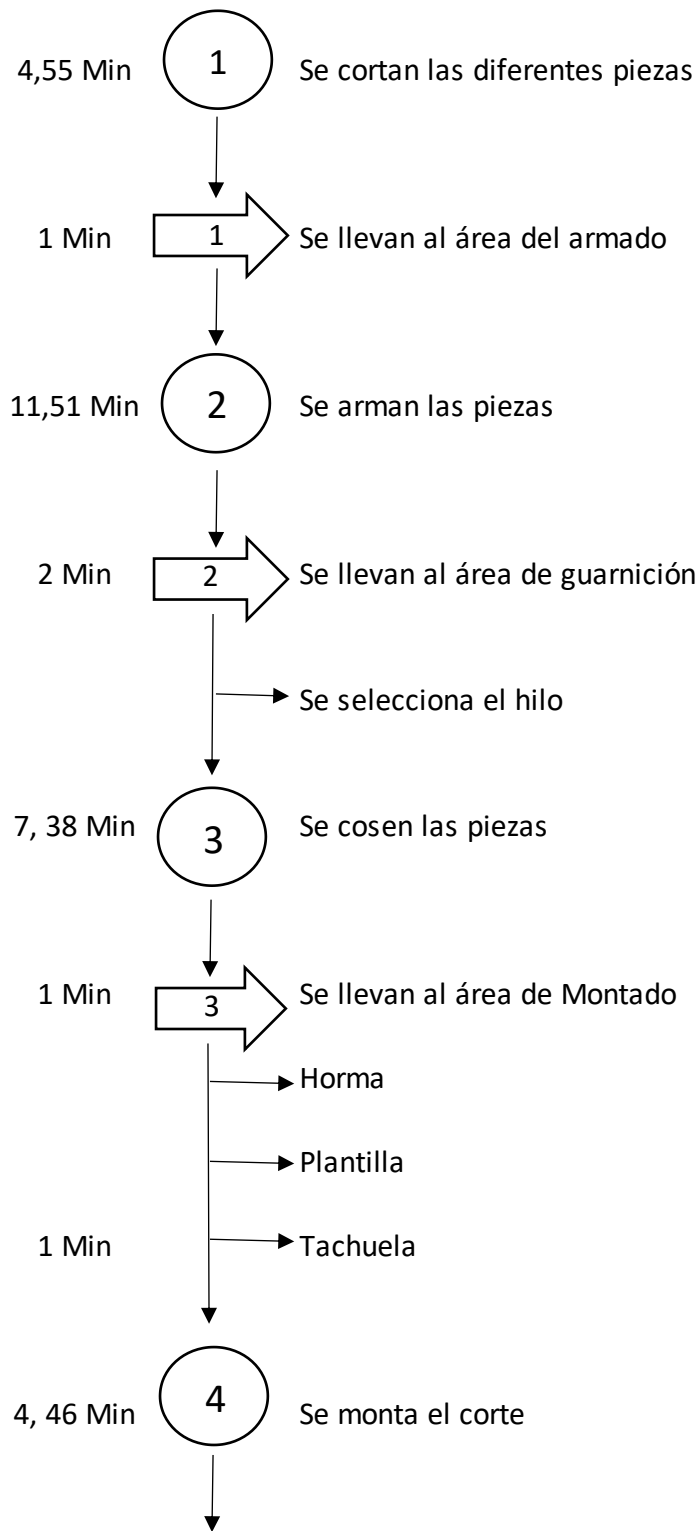 4,55 Min 1 Se cortan las diferentes piezas
1 Min 1 Se llevan al área del armado
11,51 Min 2 Se arman las piezas
2 Min 2 Se llevan al área de guarnición
Se selecciona el hilo
7, 38 Min 3 Se cosen las piezas
1 Min 3 Se llevan al área de Montado
Horma
Plantilla
1 Min Tachuela
4, 46 Min 4 Se monta el corte